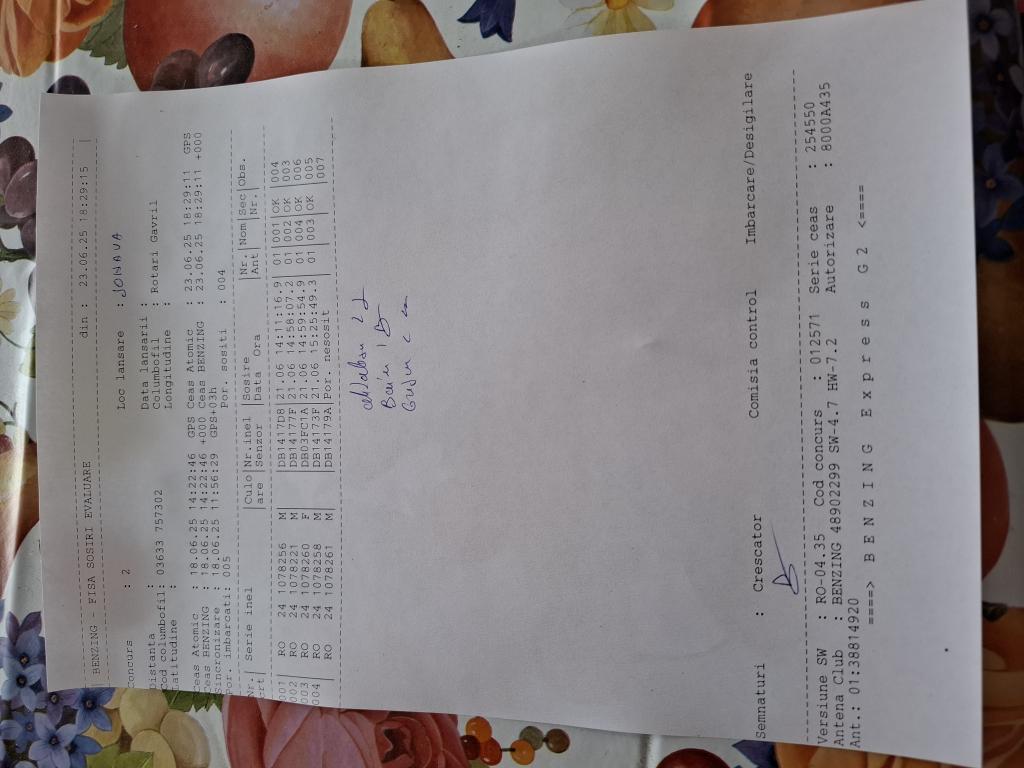 | BENZING - FISA SOSIRI EVALUARE din : 23.06.25 18:29:15 |
Concurs : 2 Loc lansare : JONAVA
Distanta : Data lansarii :
Cod columbofil: 03633 757302 Columbofil : Rotari Gavril
Latitudine : Longitudine :
Ceas Atomic : 18.06.25 14:22:46 GPS Ceas Atomic : 23.06.25 18:29:11 GPS
Ceas BENZING : 18.06.25 14:22:46 +000 Ceas BENZING : 23.06.25 18:29:11 +000
Sincronizare : 18.06.25 11:56:29 GPS+03h
Por. imbarcati: 005 Por. sositi : 004
Nr.| Serie inel |Culo|Nr.inel |Sosire |Nr.|Nom|Sec|Obs.
crt |are |Senzor |Data Ora |Ant|Nr.|
001| RO 24 1078256 M |DB1417D8|21.06 14:11:16.9|01|001|OK |004
002| RO 24 1078221 M |DB14177F|21.06 14:58:07.2|01|002|OK |003
003| RO 24 1078260 F |DB03FC1A|21.06 14:59:54.9|01|004|OK |006
004| RO 24 1078258 M |DB14173F|21.06 15:25:49.3|01|003|OK |005
RO 24 1078261 M|DB14179A|Por. nesosit |007
Semnaturi : Crescator Comisia control Imbarcare/Desigilare
Versiune SW : RO-04.35 Cod concurs : 012571 Serie ceas : 254550
Antena Club : BENZING 48902299 SW-4.7 HW-7.2 Autorizare : 8000A435
Ant.: 01:38814920
====> B E N Z I N G E x p r e s s G 2 <====